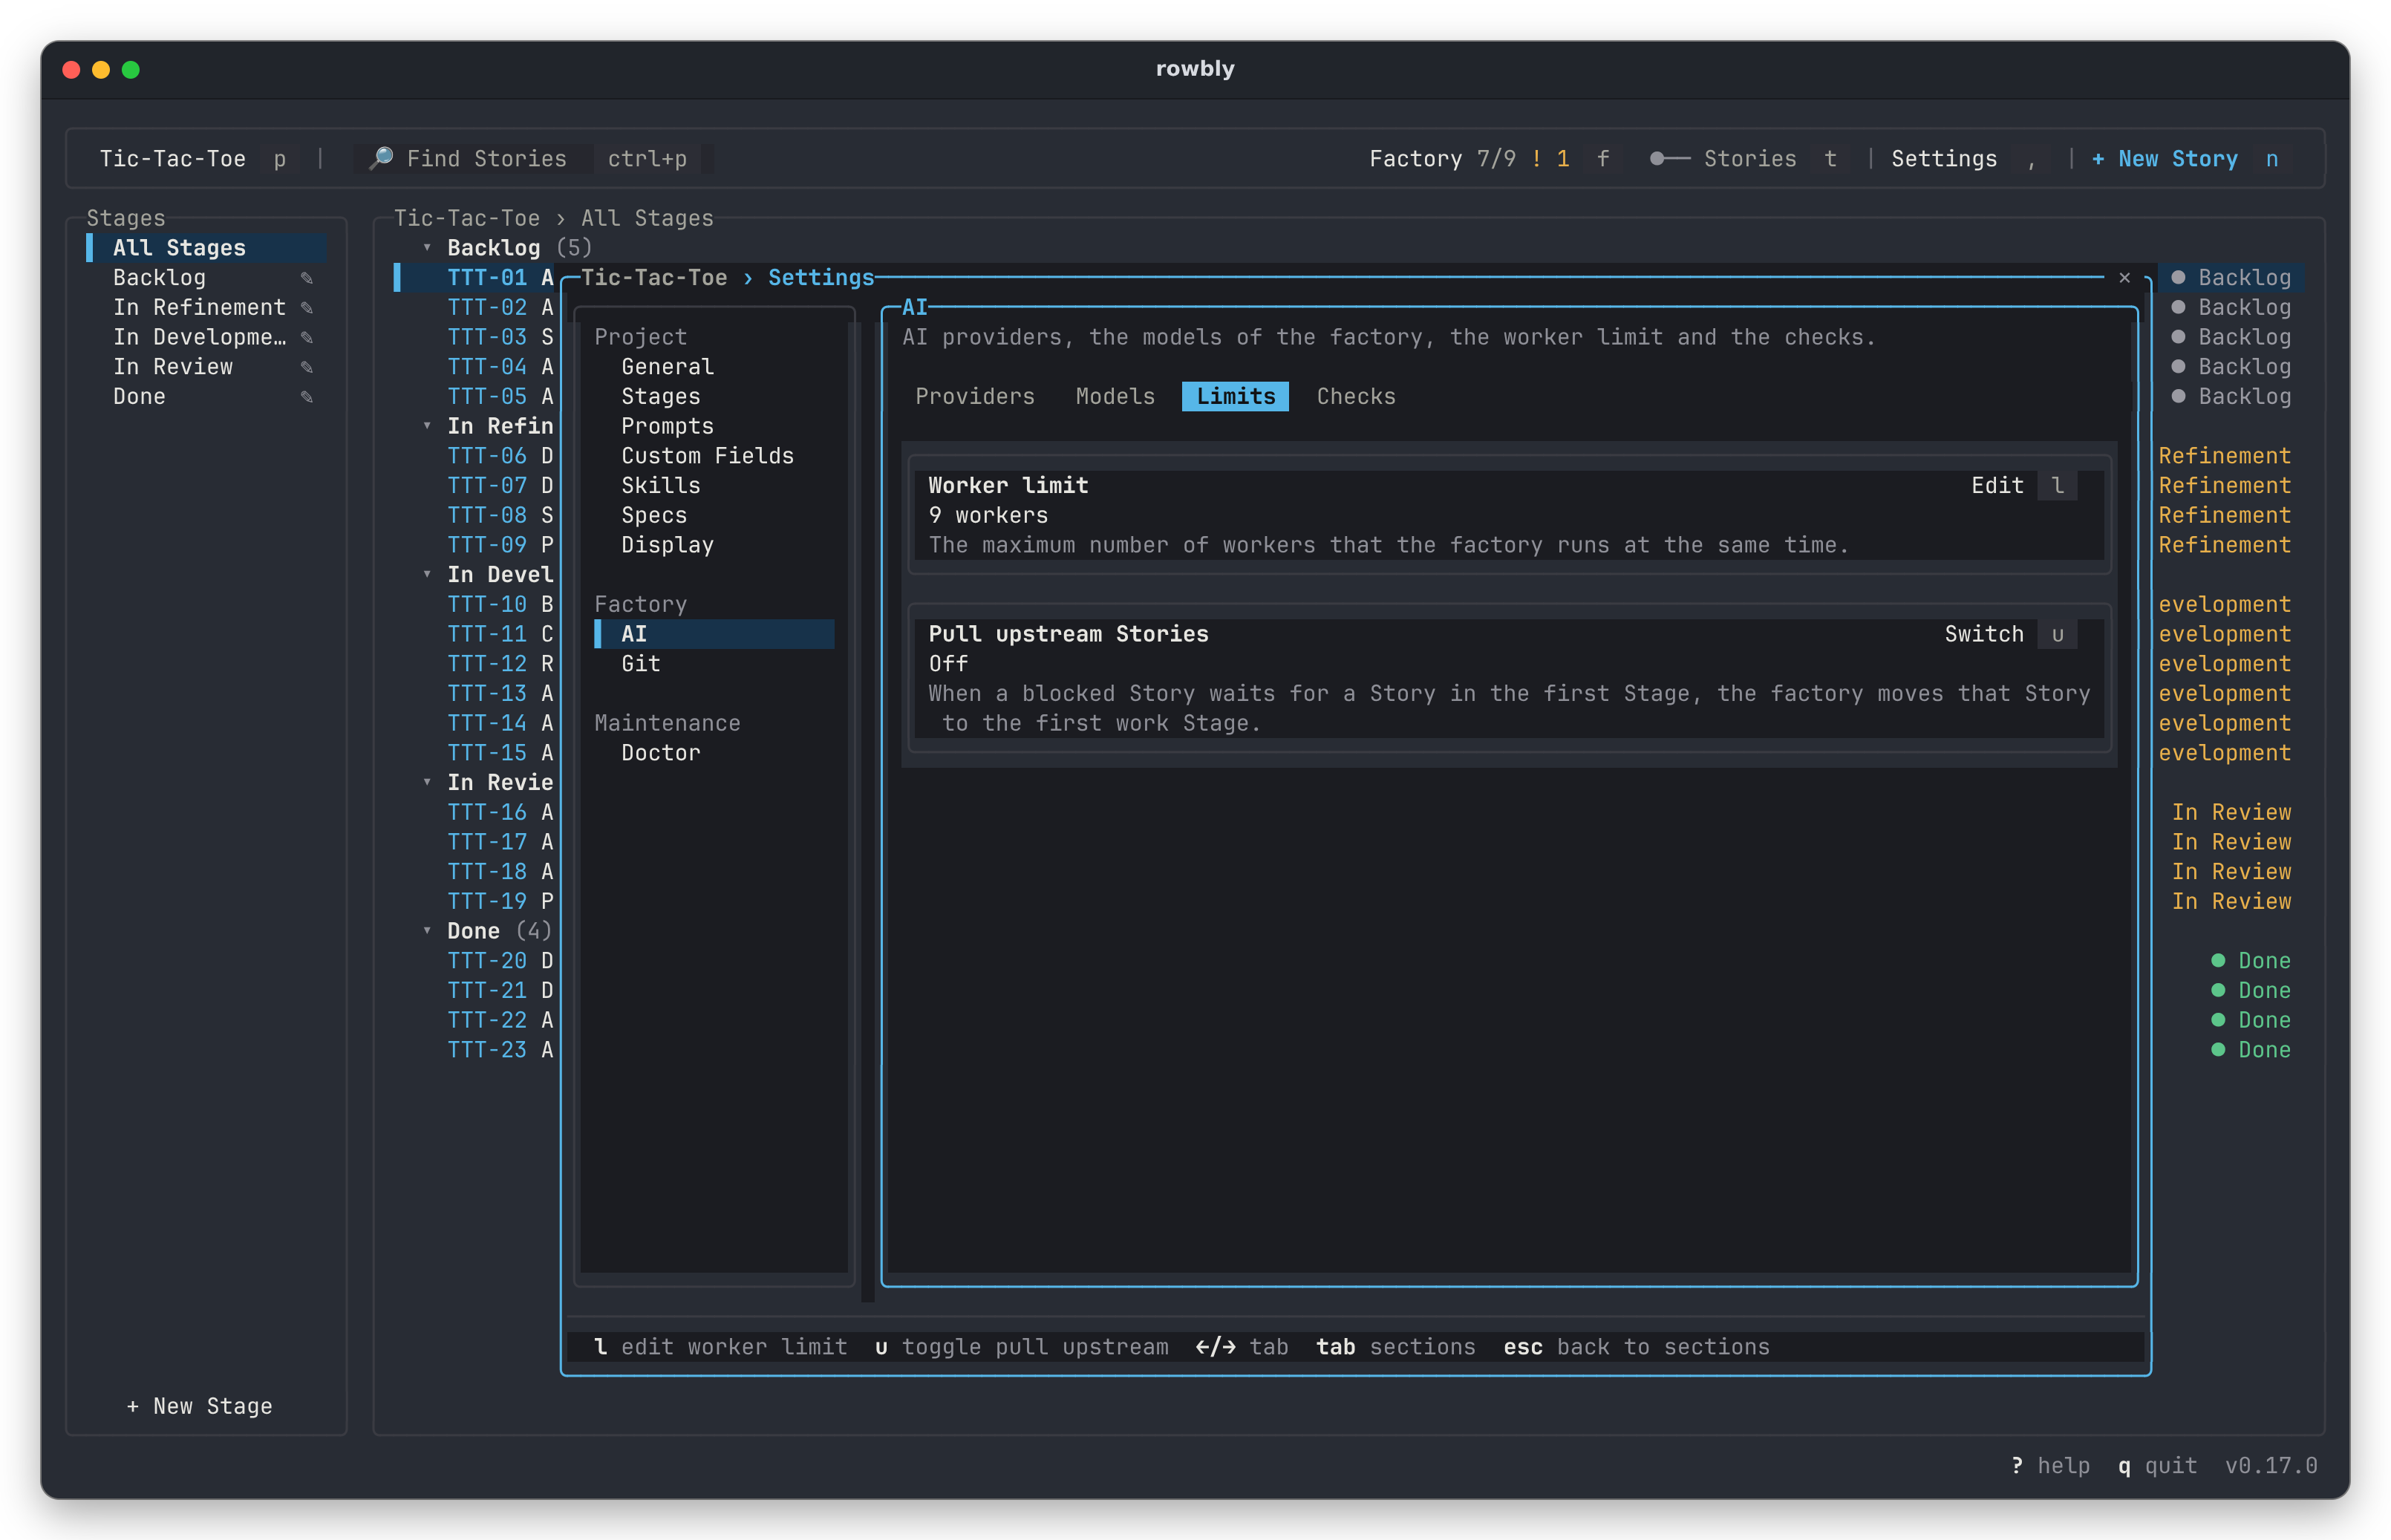 rowbly
Tic-Tac-Toe p | 🔎 Find Stories ctrl+p Factory 7/9 ! 1 f Stories t | Settings , | + New Story n
Stages
All Stages
Backlog ✎
In Refinement ✎
In Developme… ✎
In Review ✎
Done ✎
+ New Stage
Tic-Tac-Toe › All Stages
▾ Backlog (5)
TTT-01 A ● Backlog
TTT-02 A ● Backlog
TTT-03 S ● Backlog
TTT-04 A ● Backlog
TTT-05 A ● Backlog
▾ In Refin
TTT-06 D Refinement
TTT-07 D Refinement
TTT-08 S Refinement
TTT-09 P Refinement
▾ In Devel
TTT-10 B evelopment
TTT-11 C evelopment
TTT-12 R evelopment
TTT-13 A evelopment
TTT-14 A evelopment
TTT-15 A evelopment
▾ In Revie
TTT-16 A In Review
TTT-17 A In Review
TTT-18 A In Review
TTT-19 P In Review
▾ Done (4)
TTT-20 D ● Done
TTT-21 D ● Done
TTT-22 A ● Done
TTT-23 A ● Done
Tic-Tac-Toe › Settings ×
Project
General
Stages
Prompts
Custom Fields
Skills
Specs
Display
Factory
AI
Git
Maintenance
Doctor
AI
AI providers, the models of the factory, the worker limit and the checks.
Providers Models Limits Checks
Worker limit Edit l
9 workers
The maximum number of workers that the factory runs at the same time.
Pull upstream Stories Switch u
Off
When a blocked Story waits for a Story in the first Stage, the factory moves that Story
to the first work Stage.
l edit worker limit u toggle pull upstream ←/→ tab tab sections esc back to sections
? help q quit v0.17.0